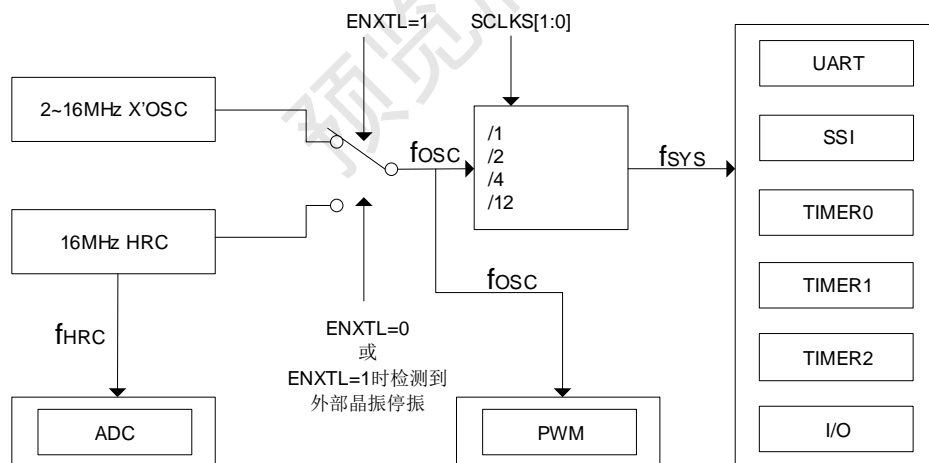 ENXTL=1
SCLKS[1:0]
预览
2~16MHz X'OSC
16MHz HRC
fOSC
/1
/2
/4
/12
fSYS
fOSC
fHRC
ENXTL=0
或
ENXTL=1时检测到
外部晶振停振
ADC
PWM
UART
SSI
TIMER0
TIMER1
TIMER2
I/O